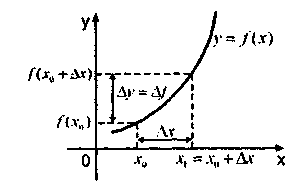 y
y = f(x)
f(x₀ + Δx)
Δy = Δf
f(x₀)
Δx
0
x₀
x₁ = x₀ + Δx
x